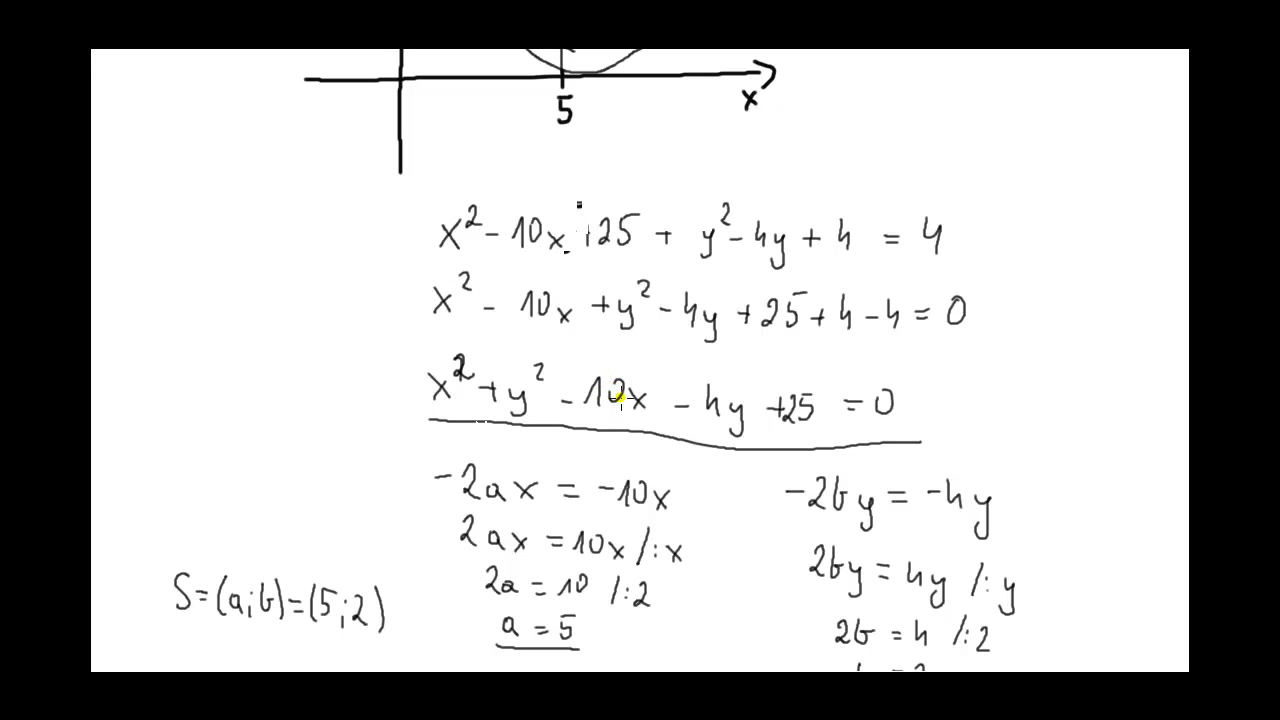 5
x
x² - 10x + 25 + y² - 4y + 4 = 4
x² - 10x + y² - 4y + 25 + 4 - 4 = 0
x² + y² - 10x - 4y + 25 = 0
-2ax = -10x
2ax = 10x /:x
2a = 10 /:2
a = 5
-2by = -4y
2by = 4y /:y
2b = 4 /:2
S = (a;b) = (5;2)